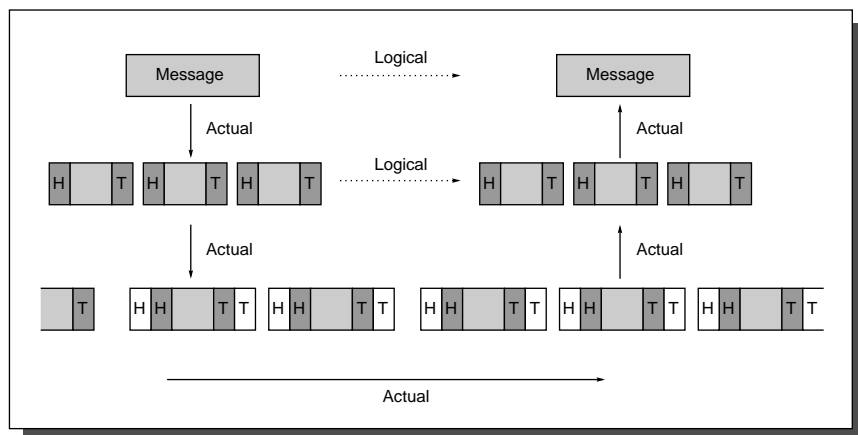 Logical
Message Message
Actual Actual
Logical
H T H T H T H T H T H T
Actual Actual
T H H T T H H T T H H T T H H T T H H T T
Actual